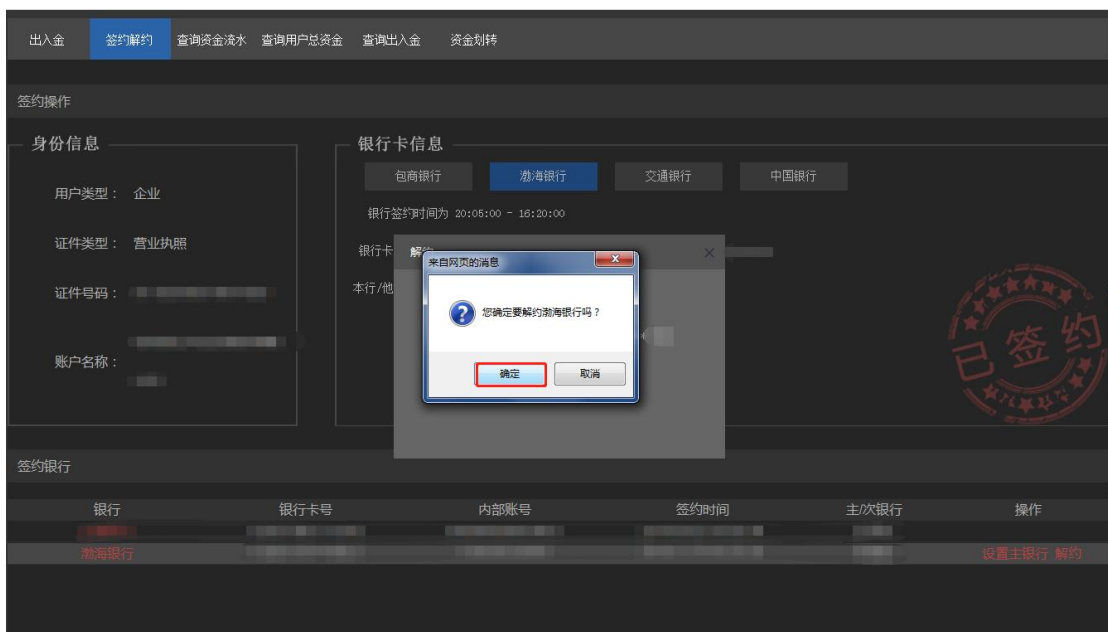 出入金 签约解约 查询资金流水 查询用户总资金 查询出入金 资金划转
签约操作
身份信息
用户类型： 企业
证件类型： 营业执照
证件号码：
账户名称：
银行卡信息
包商银行 渤海银行 交通银行 中国银行
银行签约时间为 20:05:00 - 16:20:00
银行卡
本行/他
解
来自网页的消息
您确定要解约渤海银行吗？
确定 取消
已签约
签约银行
银行 银行卡号 内部账号 签约时间 主/次银行 操作
渤海银行 设置主银行 解约